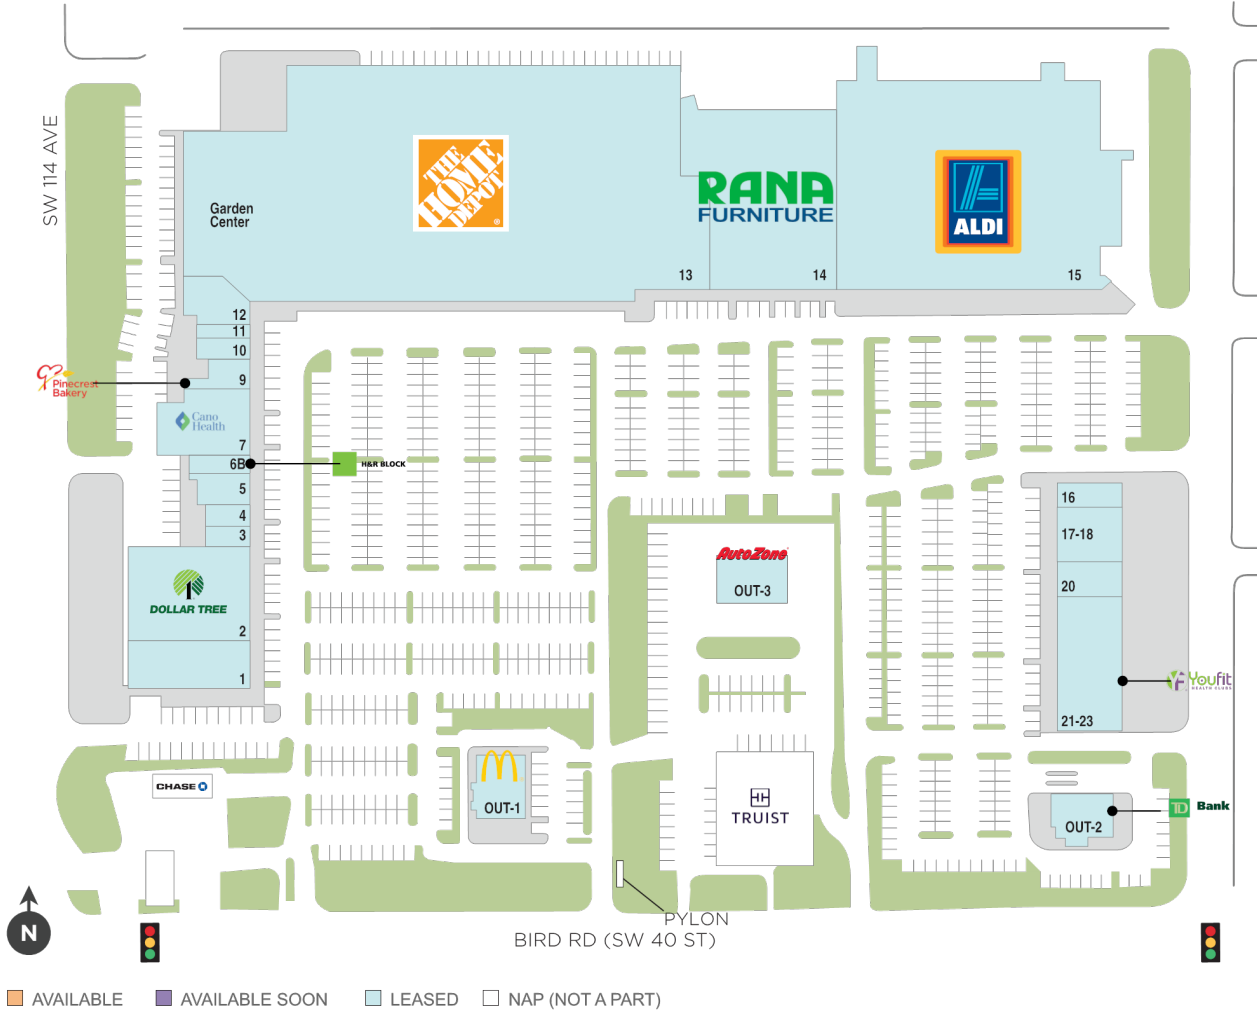 SW 114 AVE
THE
HOME
DEPOT
®
Garden
Center
13
RANA
FURNITURE
14
ALDI
15
12
11
10
9
Pinecrest
Bakery
Cano
Health
7
6B
H&R BLOCK
5
4
3
DOLLAR TREE
2
1
16
17-18
20
21-23
Youfit
HEALTH CLUBS
AutoZone
OUT-3
CHASE
OUT-1
TRUIST
OUT-2
TD Bank
PYLON
BIRD RD (SW 40 ST)
N
AVAILABLE
AVAILABLE SOON
LEASED
NAP (NOT A PART)